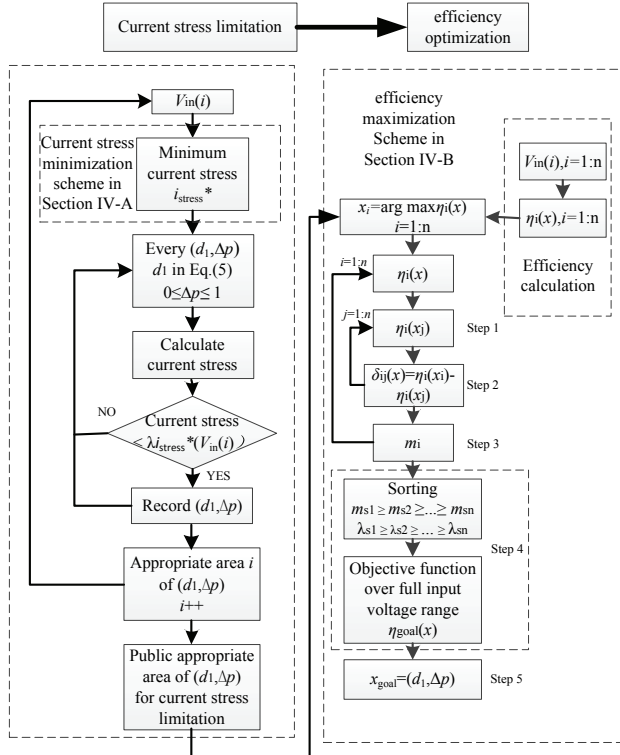 Current stress limitation
efficiency
optimization
Vin(i)
Current stress
minimization
scheme in
Section IV-A
Minimum
current stress
istress*
Every (d1,Δp)
d1 in Eq.(5)
0≤Δp≤ 1
Calculate
current stress
NO
Current stress
< λistress*(Vin(i) )
YES
Record (d1,Δp)
Appropriate area i
of (d1,Δp)
i++
Public appropriate
area of (d1,Δp)
for current stress
limitation
efficiency
maximization
Scheme in
Section IV-B
Vin(i),i=1:n
ηi(x),i=1:n
Efficiency
calculation
xi=arg maxηi(x)
i=1:n
i=1:n
ηi(x)
j=1:n
ηi(xj)
Step 1
δij(x)=ηi(xi)-
ηi(xj)
Step 2
mi
Step 3
Sorting
ms1 ≥ ms2 ≥...≥ msn
λs1 ≥ λs2 ≥ ... ≥ λsn
Step 4
Objective function
over full input
voltage range
ηgoal(x)
xgoal=(d1,Δp)
Step 5